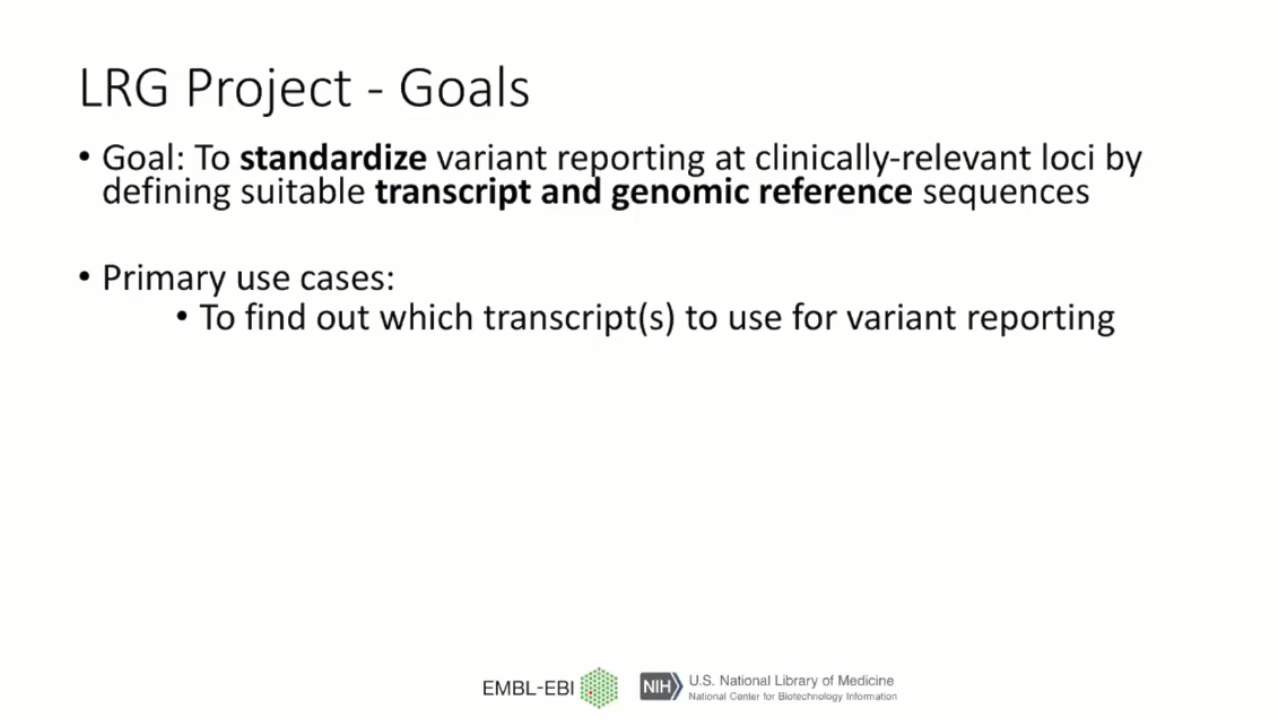 LRG Project - Goals
• Goal: To standardize variant reporting at clinically-relevant loci by
defining suitable transcript and genomic reference sequences
• Primary use cases:
• To find out which transcript(s) to use for variant reporting
EMBL-EBI
NIH
U.S. National Library of Medicine
National Center for Biotechnology Information